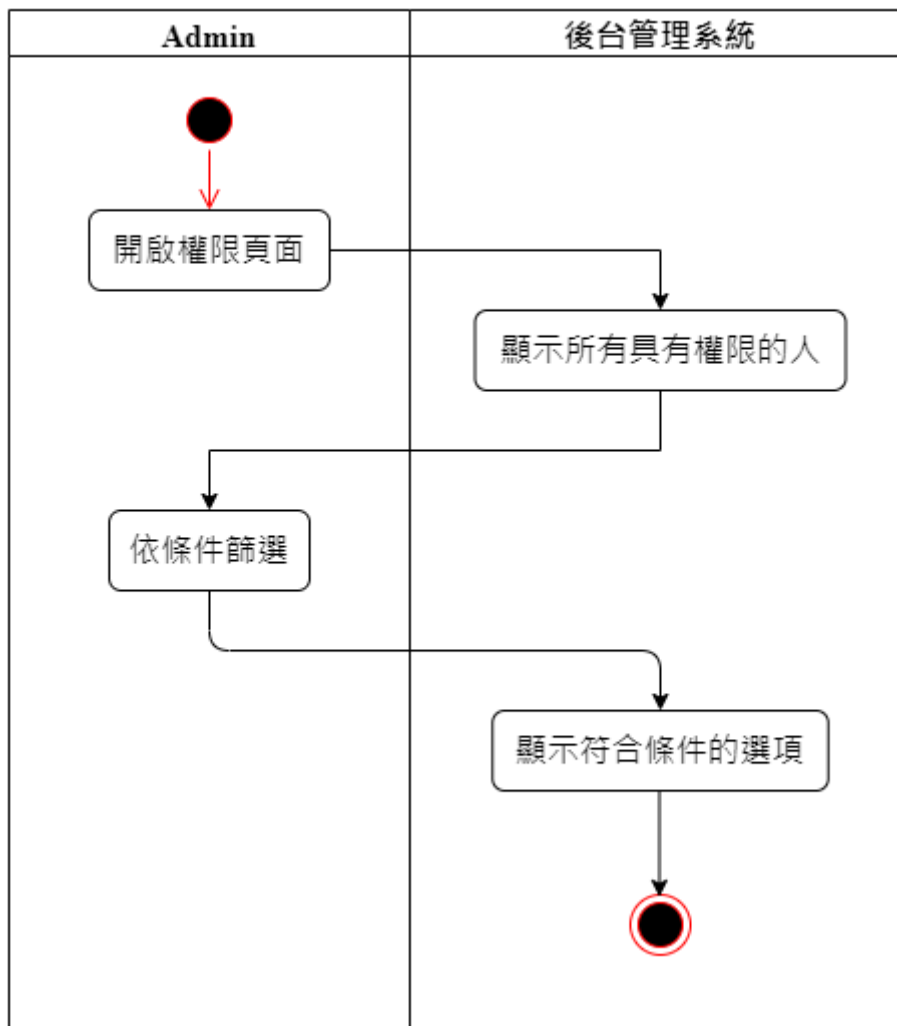 Admin
後台管理系統
開啟權限頁面
顯示所有具有權限的人
依條件篩選
顯示符合條件的選項